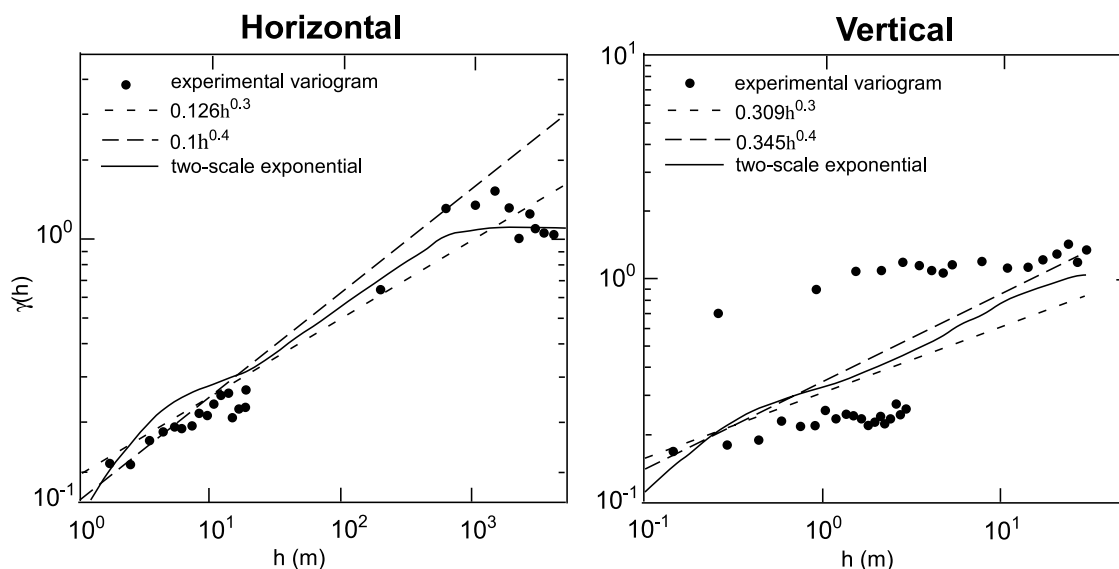 Horizontal
experimental variogram
0.126h^0.3
0.1h^0.4
two-scale exponential
10^0
γ(h)
10^-1
10^0
10^1
10^2
10^3
h (m)
Vertical
10^1
experimental variogram
0.309h^0.3
0.345h^0.4
two-scale exponential
10^0
10^-1
10^-1
10^0
10^1
h (m)